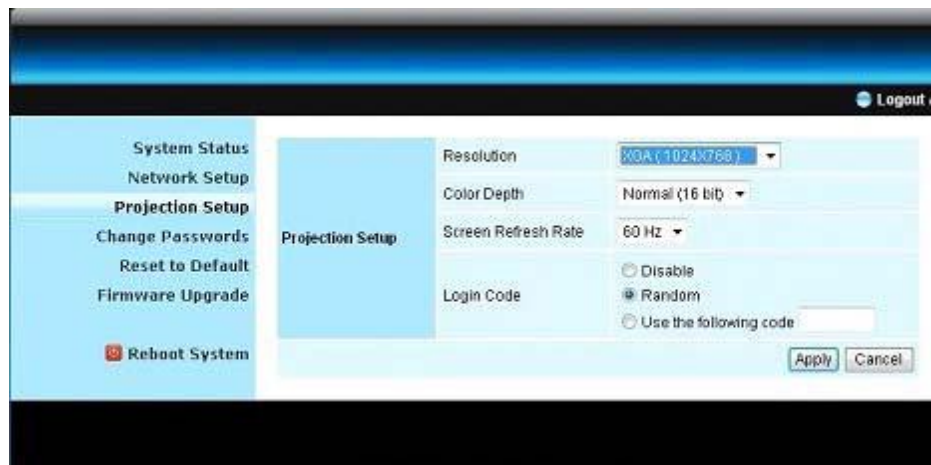 Logout
System Status
Network Setup
Projection Setup
Change Passwords
Reset to Default
Firmware Upgrade
Reboot System
Projection Setup
Resolution XGA (1024X768)
Color Depth Normal (16 bit)
Screen Refresh Rate 60 Hz
Login Code
Disable
Random
Use the following code
Apply Cancel